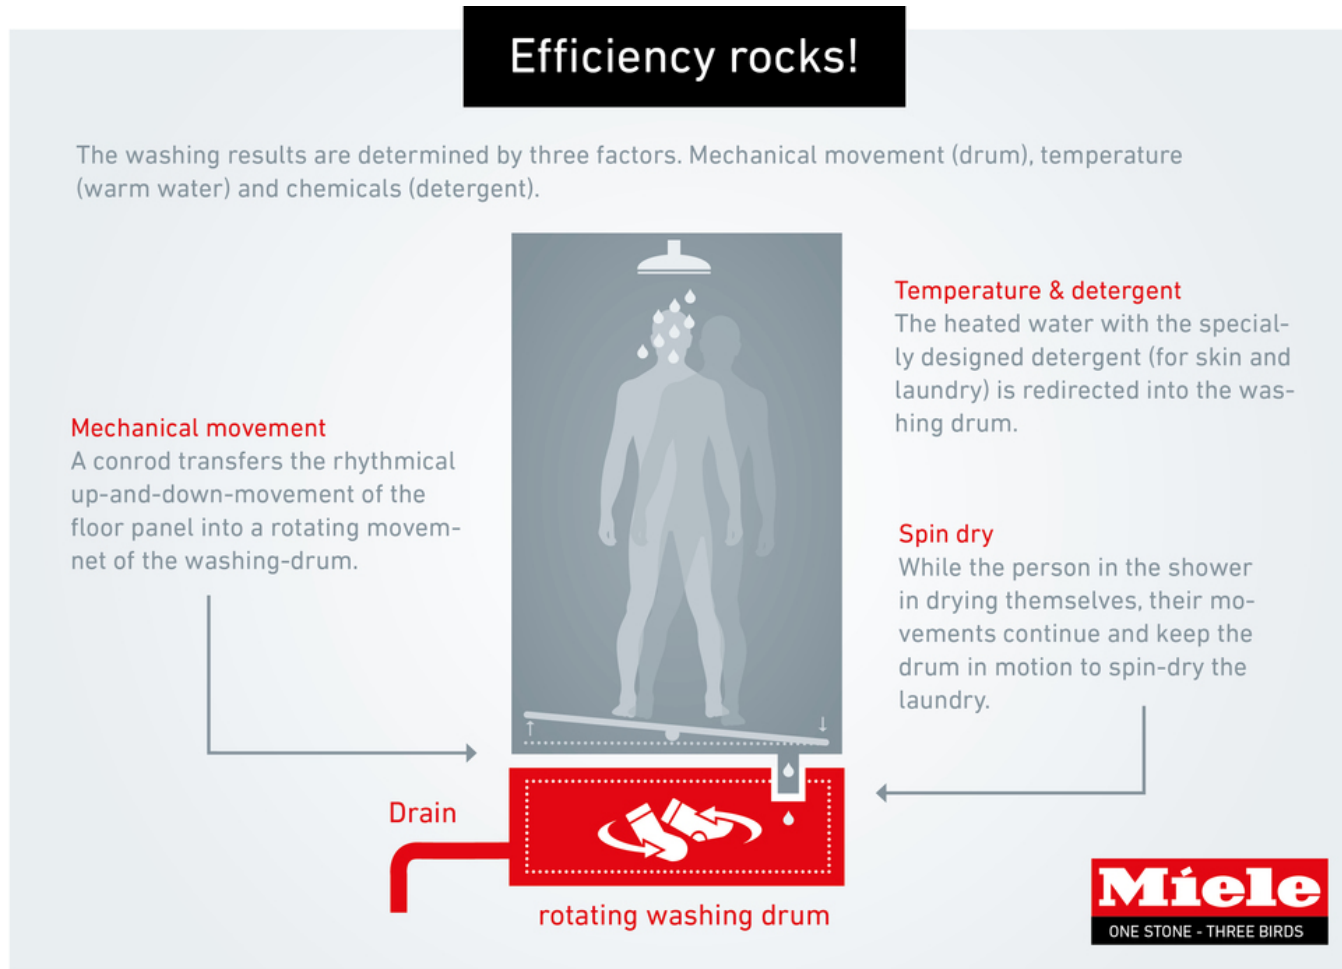 Efficiency rocks!
The washing results are determined by three factors. Mechanical movement (drum), temperature
(warm water) and chemicals (detergent).
Temperature & detergent
The heated water with the special-
ly designed detergent (for skin and
laundry) is redirected into the was-
hing drum.
Mechanical movement
A conrod transfers the rhythmical
up-and-down-movement of the
floor panel into a rotating movem-
net of the washing-drum.
Spin dry
While the person in the shower
in drying themselves, their mo-
vements continue and keep the
drum in motion to spin-dry the
laundry.
Drain
rotating washing drum
Miele
ONE STONE - THREE BIRDS